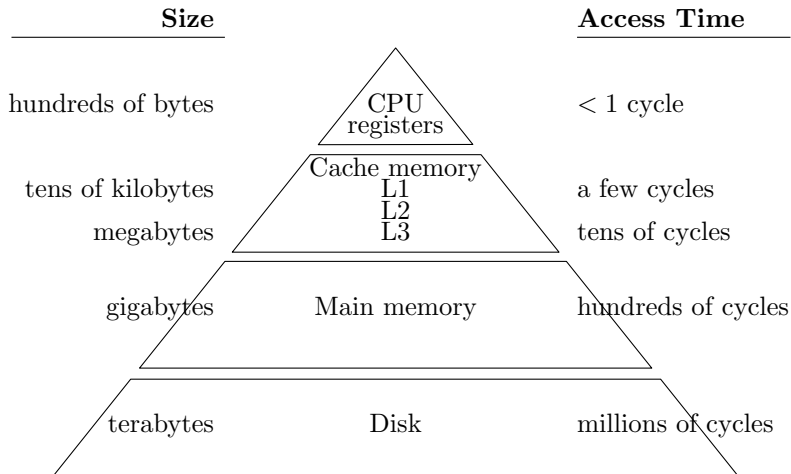 Size Access Time
hundreds of bytes CPU < 1 cycle
registers
Cache memory
tens of kilobytes L1 a few cycles
L2
megabytes L3 tens of cycles
gigabytes Main memory hundreds of cycles
terabytes Disk millions of cycles